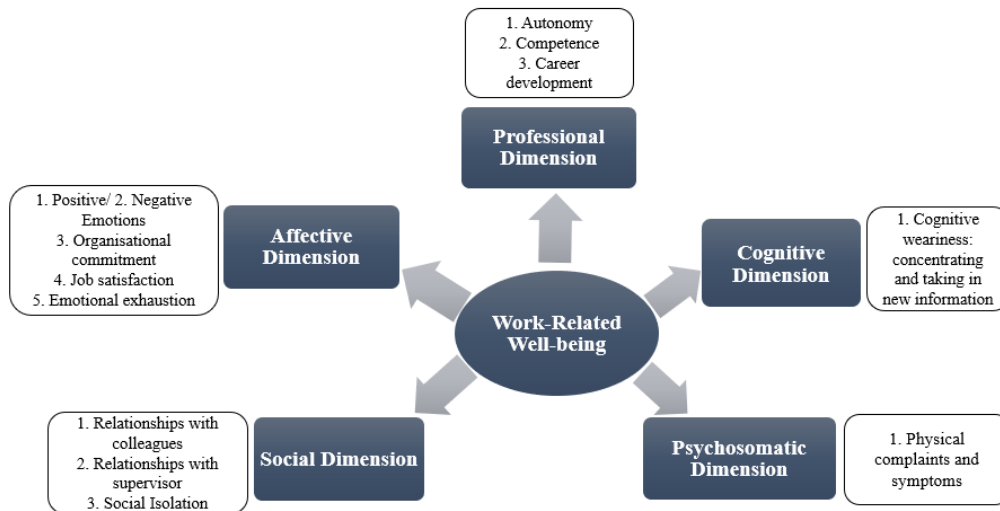 1. Autonomy
2. Competence
3. Career
development
Professional
Dimension
1. Positive/ 2. Negative
Emotions
3. Organisational
commitment
4. Job satisfaction
5. Emotional exhaustion
Affective
Dimension
Cognitive
Dimension
1. Cognitive
weariness:
concentrating
and taking in
new information
Work-Related
Well-being
1. Relationships with
colleagues
2. Relationships with
supervisor
3. Social Isolation
Social Dimension
Psychosomatic
Dimension
1. Physical
complaints and
symptoms